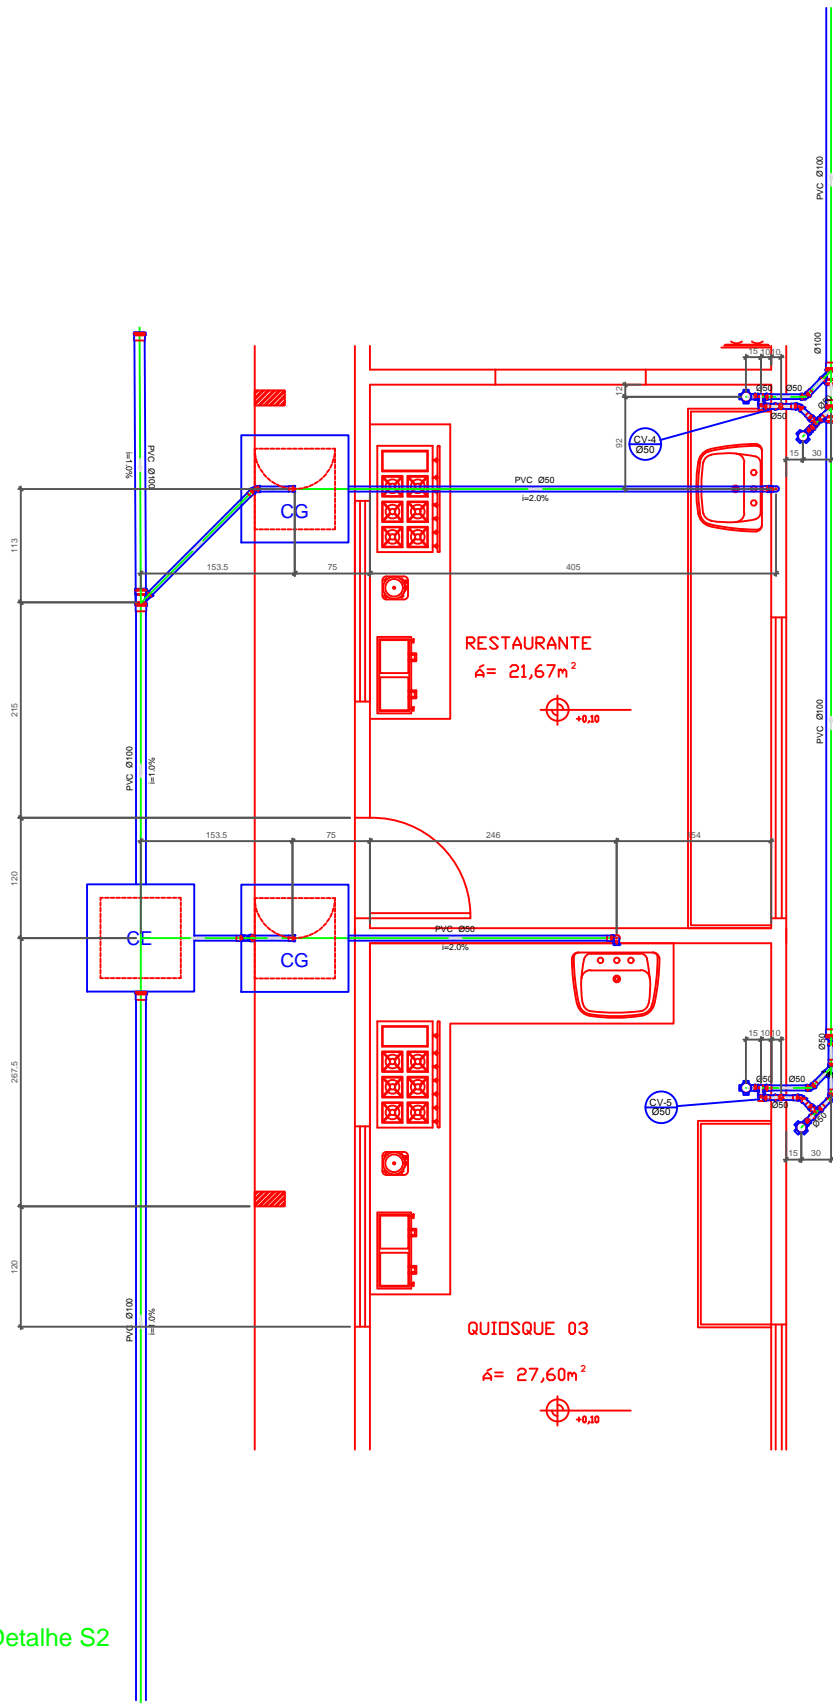 PVC Ø100
Ø100
15
10
10
Ø50
Ø50
Ø50
12
92
CV-4
Ø50
15
30
PVC Ø100
i=1.0%
CG
PVC Ø50
i=2.0%
113
153.5
75
405
RESTAURANTE
Á= 21,67m²
+0,10
215
PVC Ø100
i=1.0%
PVC Ø100
153.5
75
246
154
120
CE
CG
PVC Ø50
i=2.0%
Ø50
15
10
10
Ø50
Ø50
Ø50
Ø50
CV-5
Ø50
15
30
267.5
120
PVC Ø100
i=1.0%
QUIOSQUE 03
Á= 27,60m²
+0,10
Detalhe S2